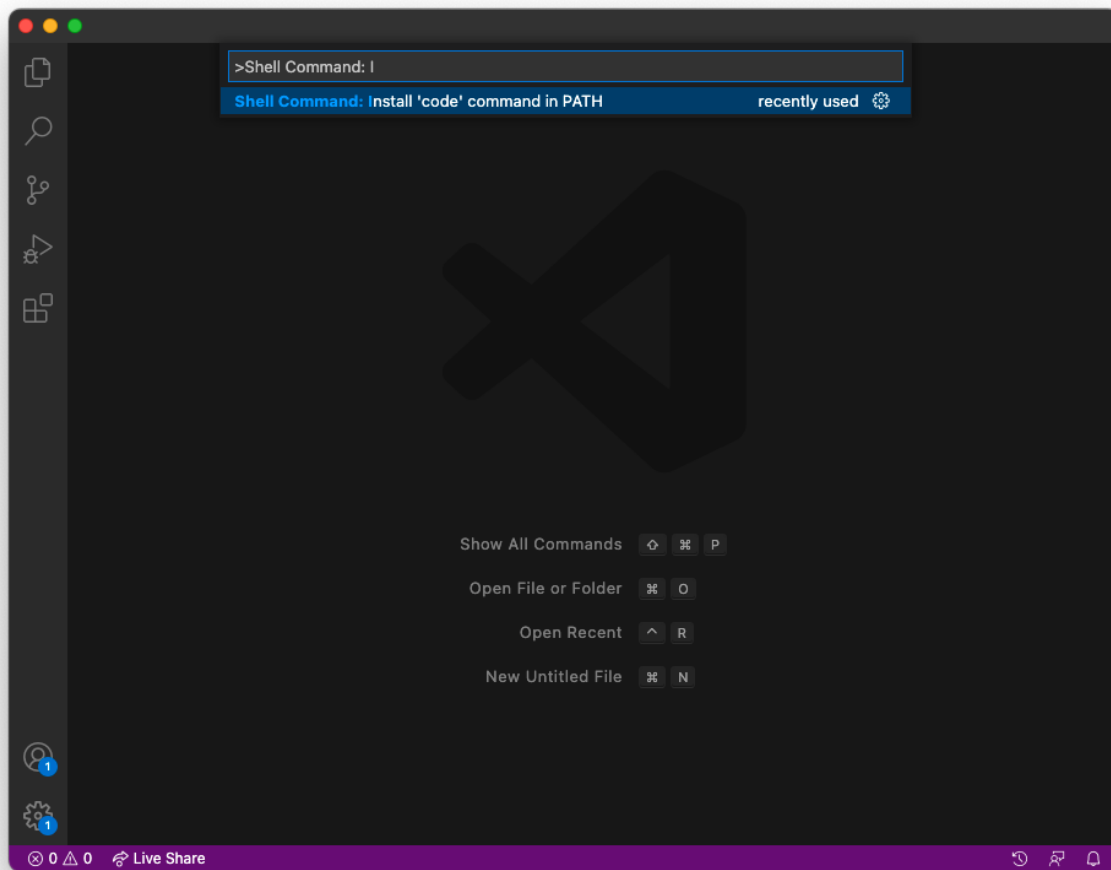 >Shell Command: I
Shell Command: Install 'code' command in PATH recently used
Show All Commands ⇧ ⌘ P
Open File or Folder ⌘ O
Open Recent ^ R
New Untitled File ⌘ N
1
1
0 0 Live Share